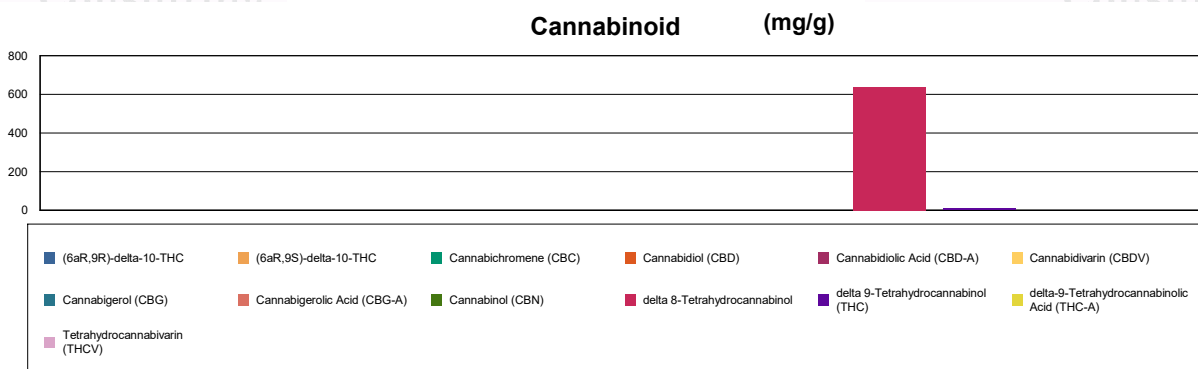 Cannabinoid (mg/g)
800
600
400
200
0
(6aR,9R)-delta-10-THC
(6aR,9S)-delta-10-THC
Cannabichromene (CBC)
Cannabidiol (CBD)
Cannabidiolic Acid (CBD-A)
Cannabidivarin (CBDV)
Cannabigerol (CBG)
Cannabigerolic Acid (CBG-A)
Cannabinol (CBN)
delta 8-Tetrahydrocannabinol
delta 9-Tetrahydrocannabinol
(THC)
delta-9-Tetrahydrocannabinolic
Acid (THC-A)
Tetrahydrocannabivarin
(THCV)